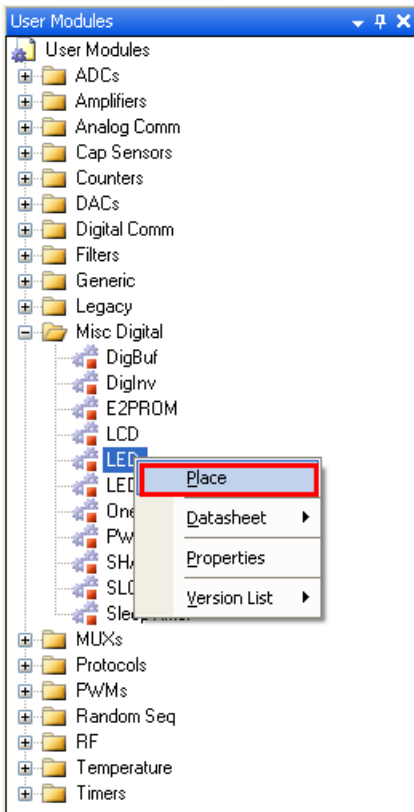 User Modules
User Modules
ADCs
Amplifiers
Analog Comm
Cap Sensors
Counters
DACs
Digital Comm
Filters
Generic
Legacy
Misc Digital
DigBuf
DigInv
E2PROM
LCD
LED
Place
Datasheet
Properties
Version List
MUXs
Protocols
PWMs
Random Seq
RF
Temperature
Timers